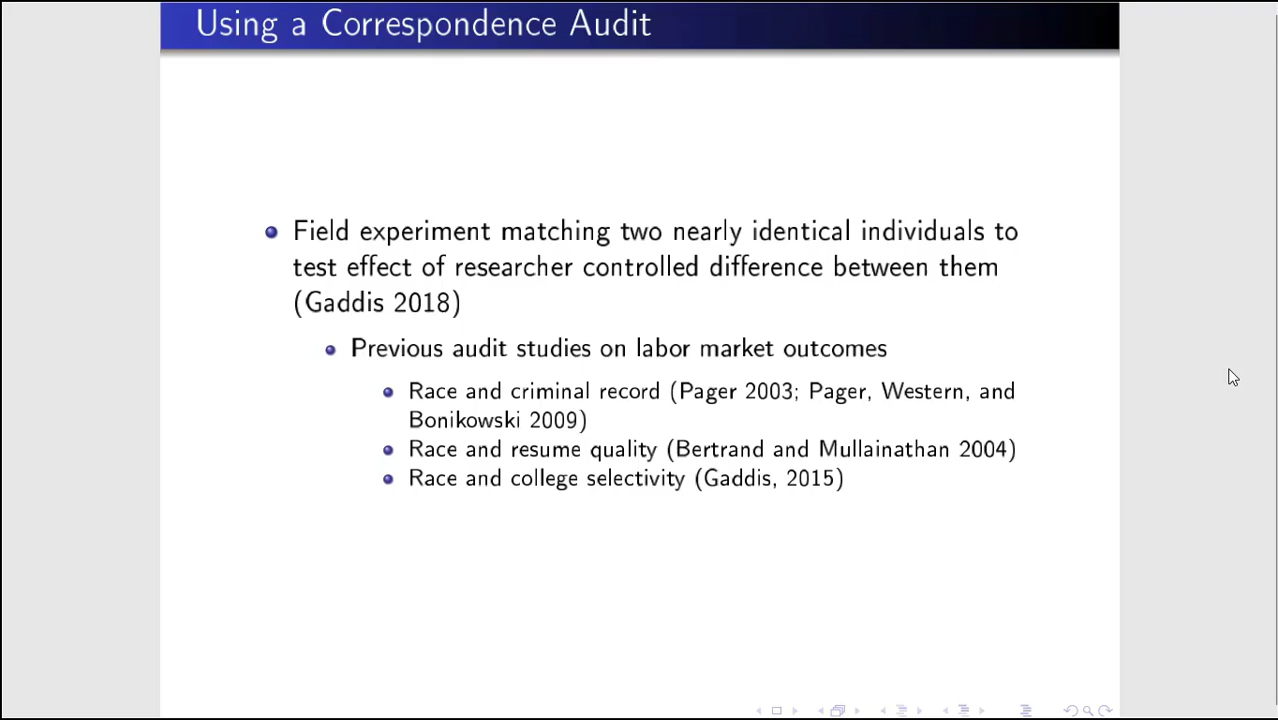 Using a Correspondence Audit
Field experiment matching two nearly identical individuals to
test effect of researcher controlled difference between them
(Gaddis 2018)
Previous audit studies on labor market outcomes
Race and criminal record (Pager 2003; Pager, Western, and
Bonikowski 2009)
Race and resume quality (Bertrand and Mullainathan 2004)
Race and college selectivity (Gaddis, 2015)